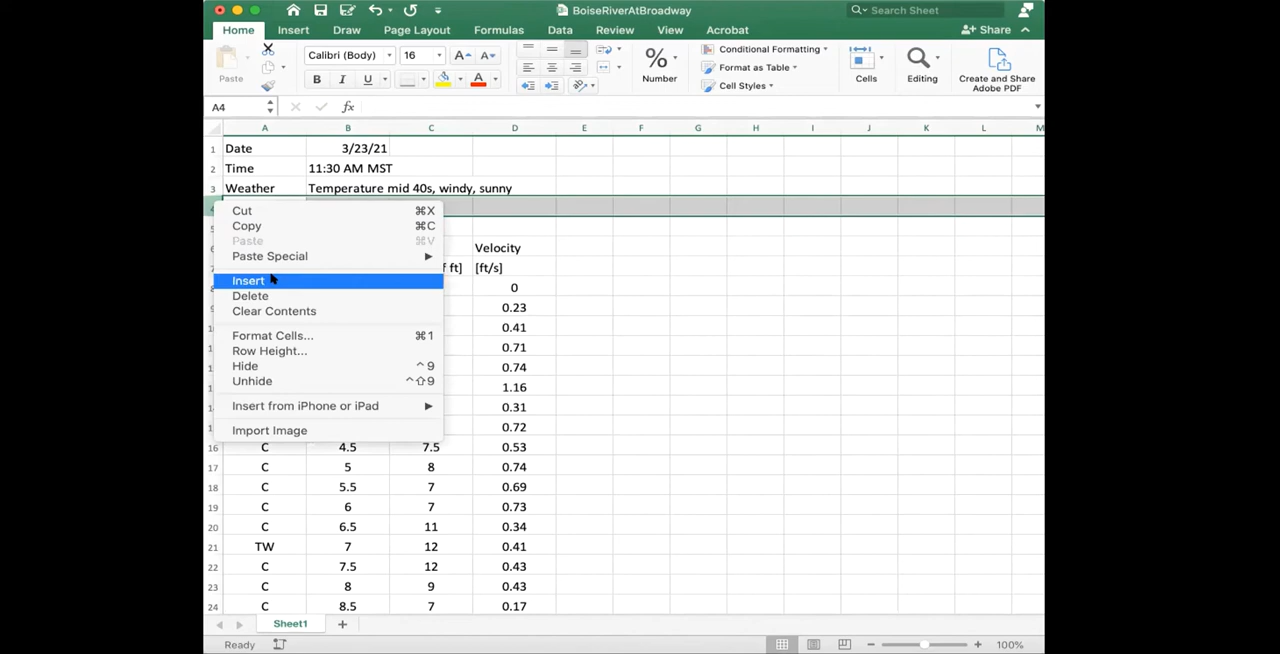 BoiseRiverAtBroadway
Search Sheet
Home Insert Draw Page Layout Formulas Data Review View Acrobat Share
Paste
Calibri (Body) 16 A A
B I U A
%
Number
Conditional Formatting
Format as Table
Cell Styles
Cells
Editing
Create and Share
Adobe PDF
A4 fx
A B C D E F G H I J K L M
1 Date 3/23/21
2 Time 11:30 AM MST
3 Weather Temperature mid 40s, windy, sunny
Cut ⌘X
Copy ⌘C
Paste ⌘V
Paste Special
Insert
Delete
Clear Contents
Format Cells... ⌘1
Row Height...
Hide ^9
Unhide ^⇧9
Insert from iPhone or iPad
Import Image
Velocity
ft] [ft/s]
0
0.23
0.41
0.71
0.74
1.16
0.31
0.72
16 C 4.5 7.5 0.53
17 C 5 8 0.74
18 C 5.5 7 0.69
19 C 6 7 0.73
20 C 6.5 11 0.34
21 TW 7 12 0.41
22 C 7.5 12 0.43
23 C 8 9 0.43
24 C 8.5 7 0.17
Sheet1
Ready 100%